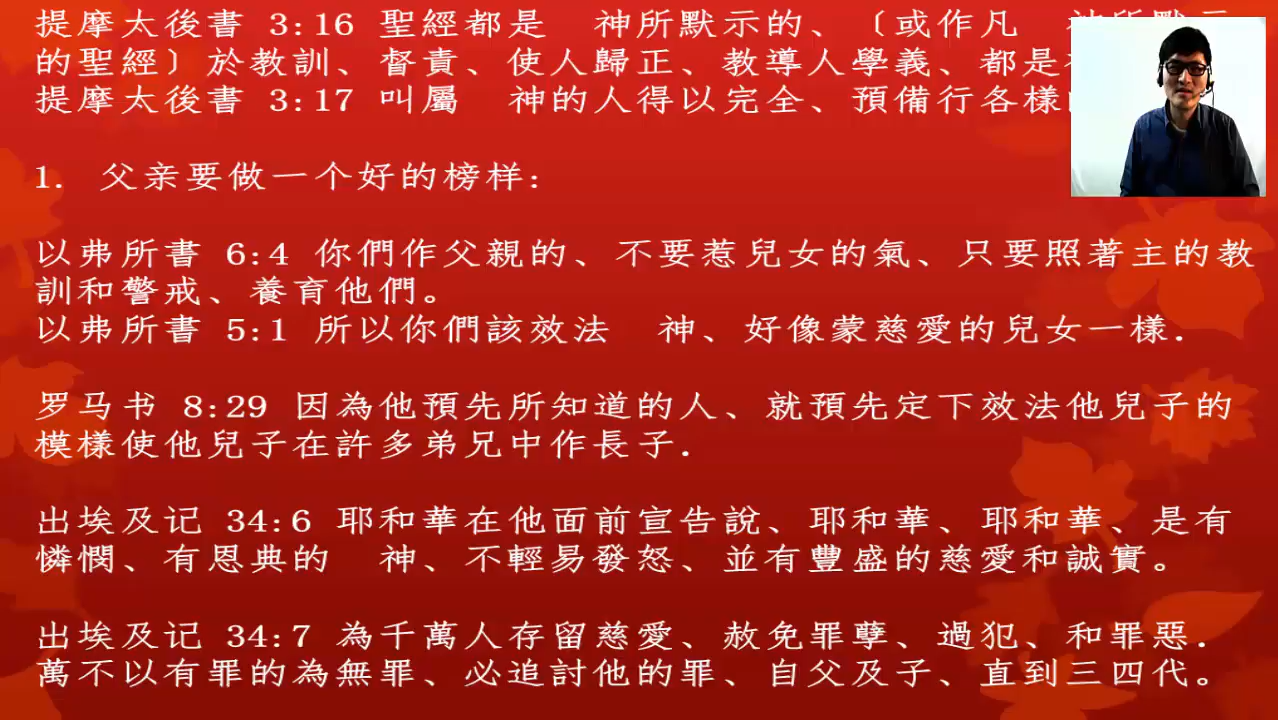 提摩太後書 3:16 聖經都是　神所默示的、〔或作凡　神所默示
的聖經〕於教訓、督責、使人歸正、教導人學義、都是
提摩太後書 3:17 叫屬　神的人得以完全、預備行各樣
1. 父亲要做一个好的榜样:
以弗所書 6:4 你們作父親的、不要惹兒女的氣、只要照著主的教
訓和警戒、養育他們。
以弗所書 5:1 所以你們該效法　神、好像蒙慈愛的兒女一樣.
罗马书 8:29 因為他預先所知道的人、就預先定下效法他兒子的
模樣使他兒子在許多弟兄中作長子.
出埃及记 34:6 耶和華在他面前宣告說、耶和華、耶和華、是有
憐憫、有恩典的　神、不輕易發怒、並有豐盛的慈愛和誠實。
出埃及记 34:7 為千萬人存留慈愛、赦免罪孽、過犯、和罪惡.
萬不以有罪的為無罪、必追討他的罪、自父及子、直到三四代。